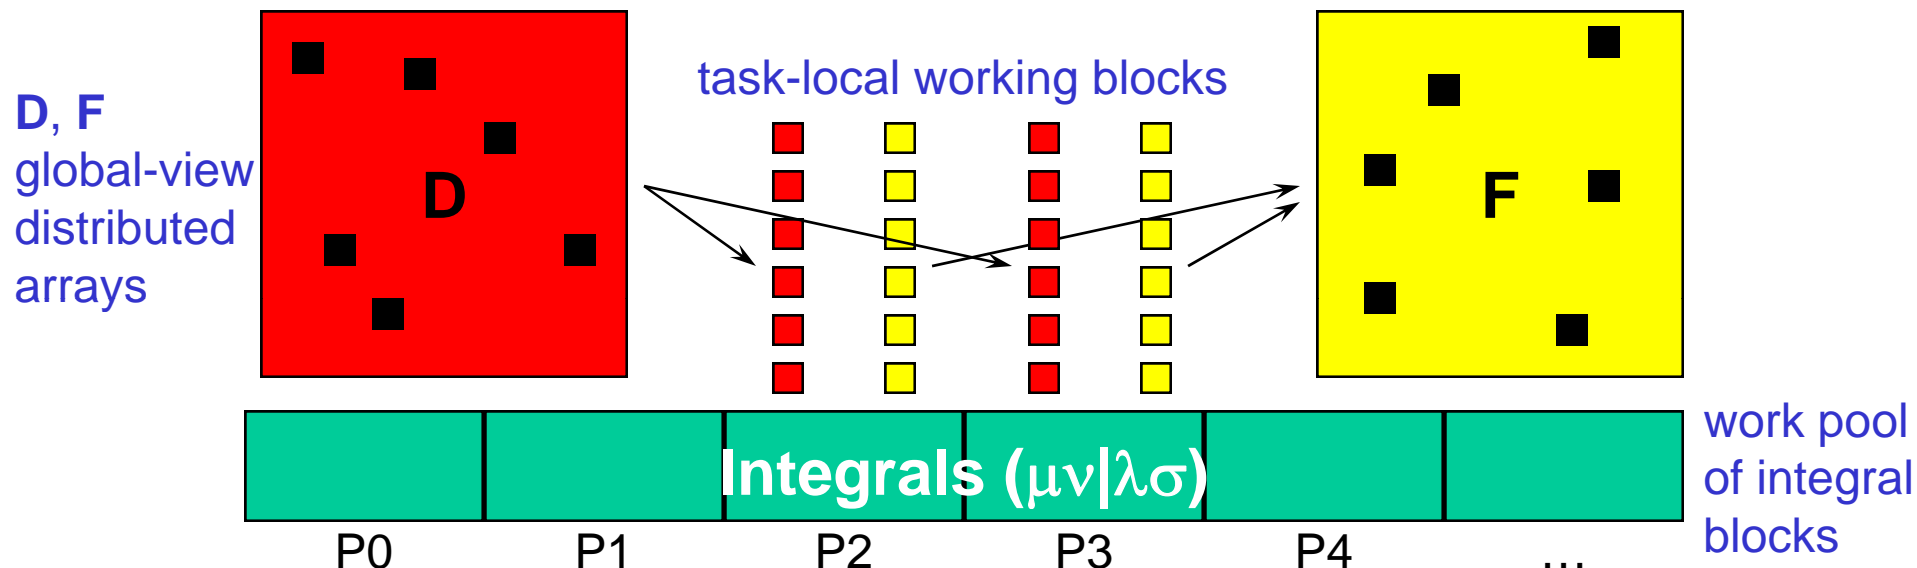 D, F
global-view
distributed
arrays
D
task-local working blocks
F
Integrals (μν|λσ)
work pool
of integral
blocks
P0 P1 P2 P3 P4 ...